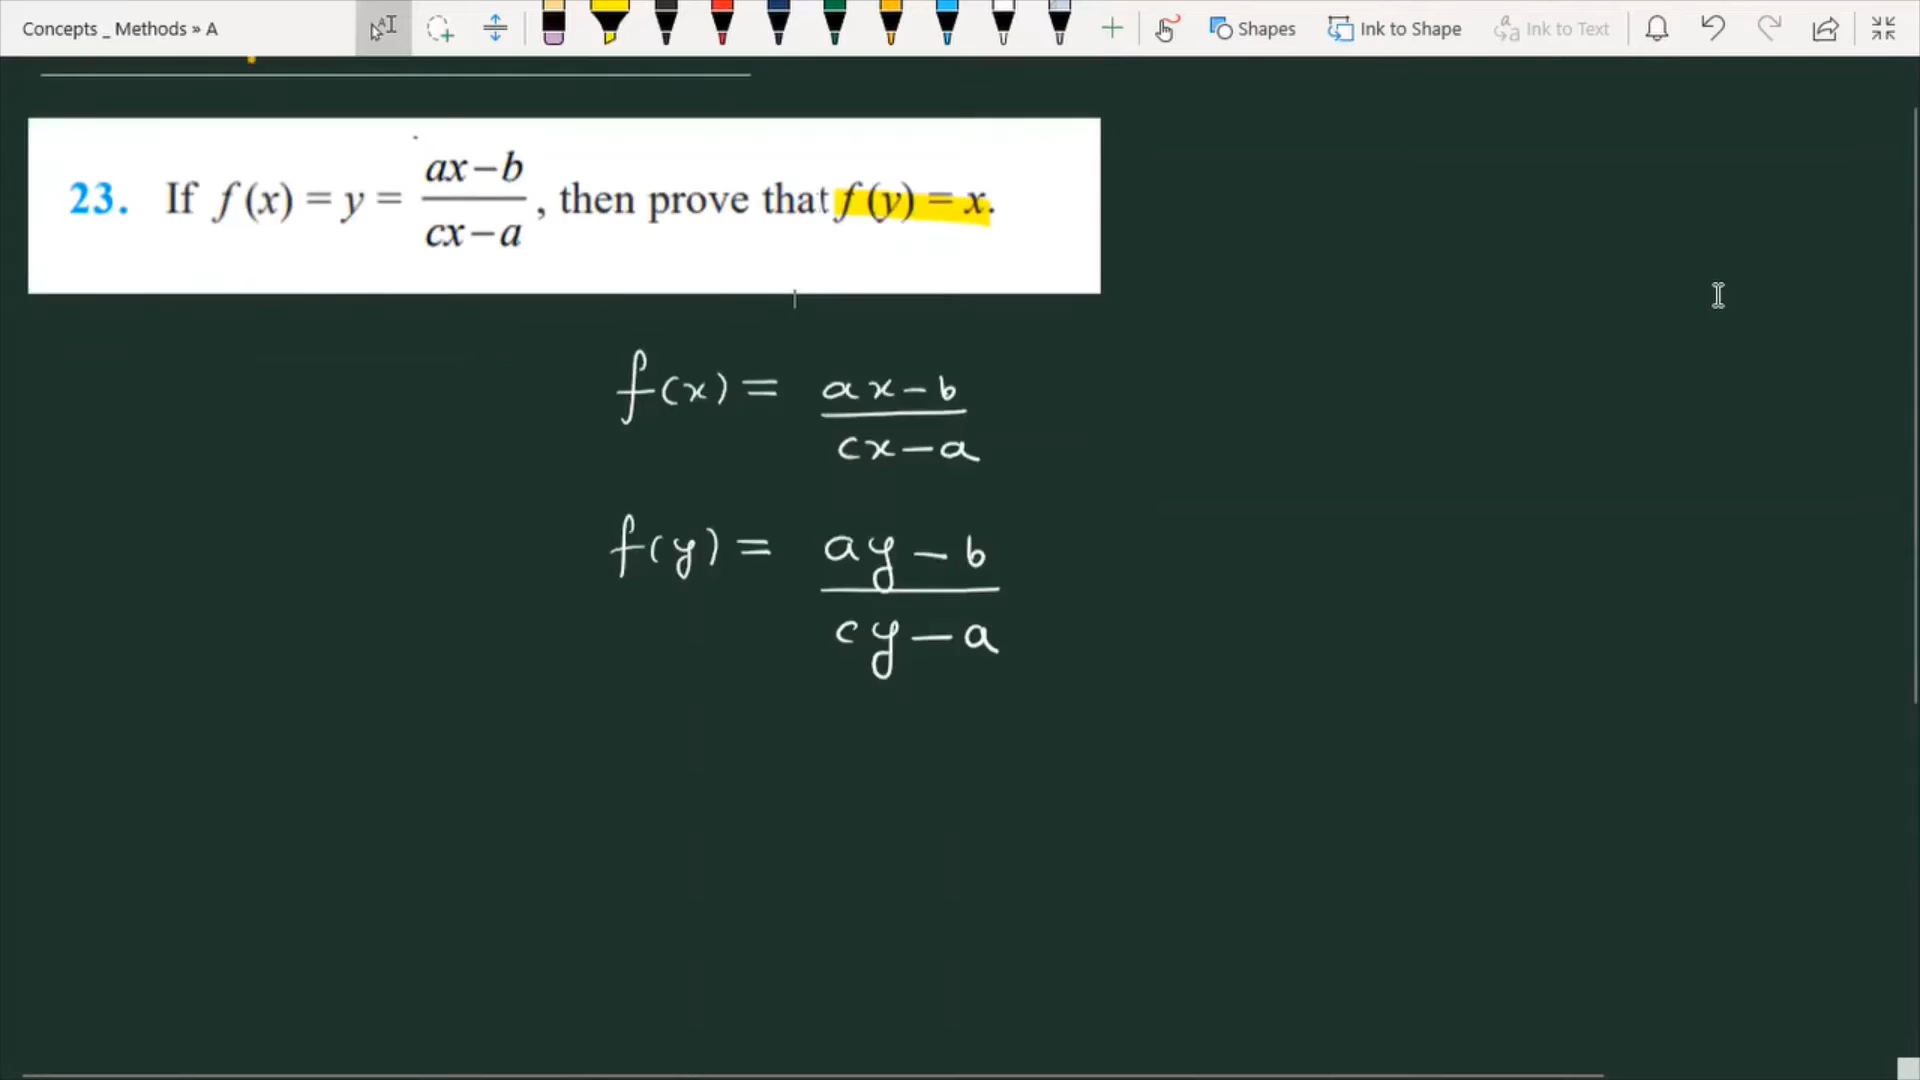 Concepts _ Methods » A
Shapes
Ink to Shape
Ink to Text
23. If f(x) = y = ax−b / cx−a , then prove that f(y) = x.
f(x) = ax−b / cx−a
f(y) = ay−b / cy−a